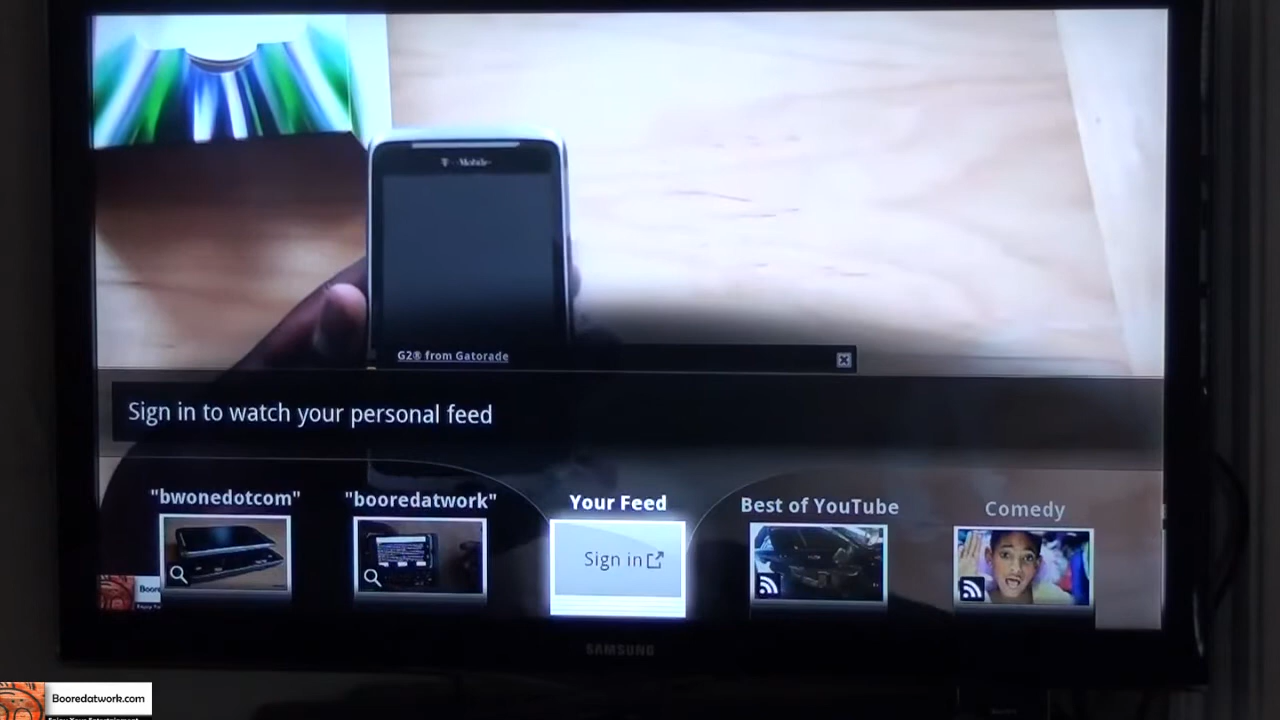 T-Mobile
G2® from Gatorade
Sign in to watch your personal feed
"bwonedotcom"
"booredatwork"
Your Feed
Best of YouTube
Comedy
Sign in
SAMSUNG
Booredatwork.com